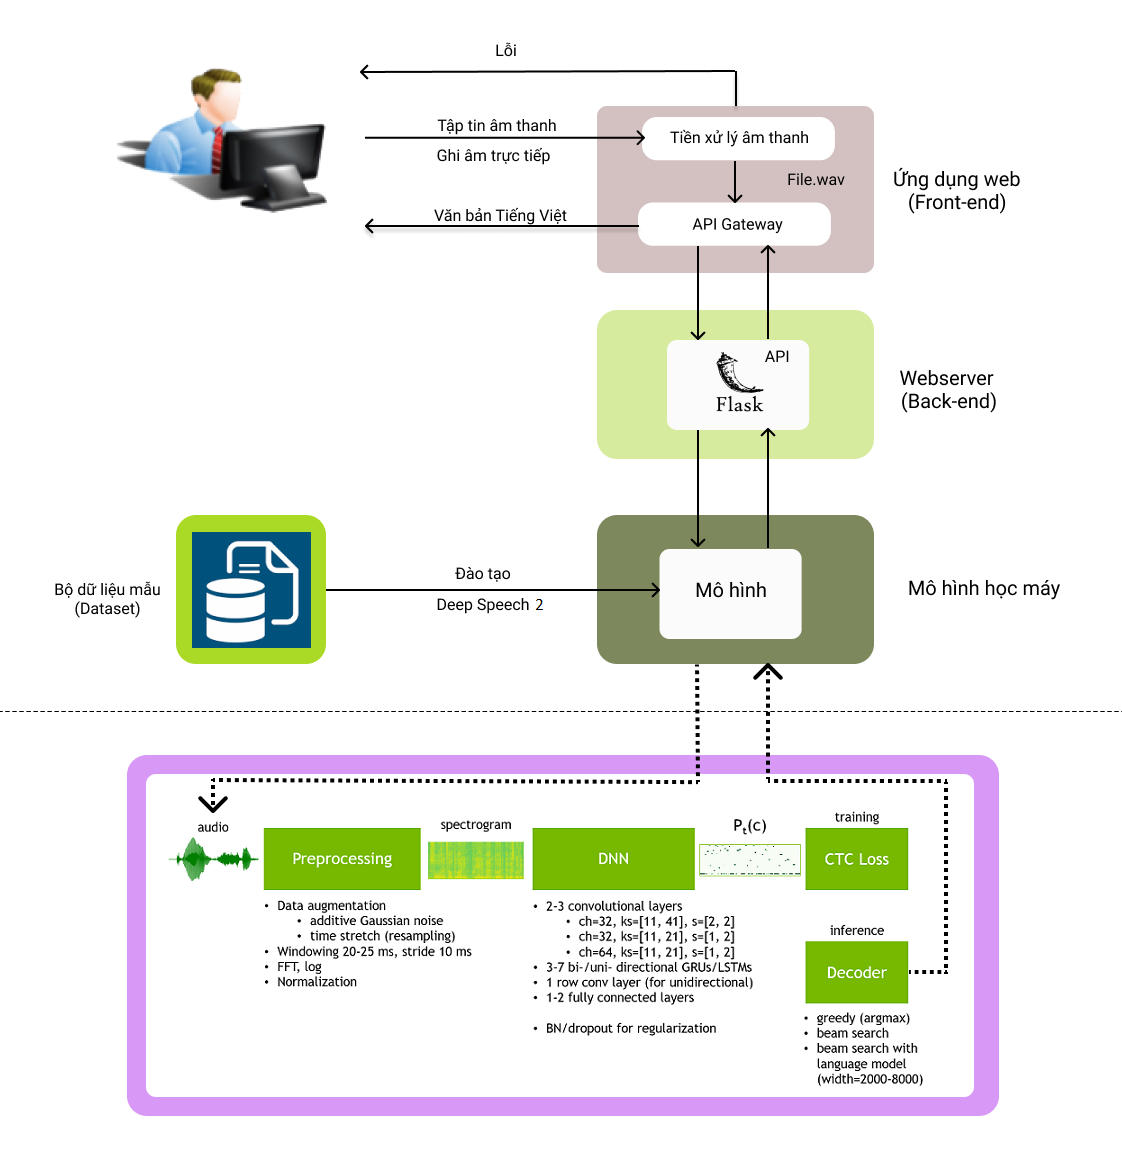 Lỗi
Tập tin âm thanh
Ghi âm trực tiếp
Tiền xử lý âm thanh
File.wav
Ứng dụng web
(Front-end)
Văn bản Tiếng Việt
API Gateway
API
Flask
Webserver
(Back-end)
Bộ dữ liệu mẫu
(Dataset)
Đào tạo
Deep Speech 2
Mô hình
Mô hình học máy
audio
Preprocessing
• Data augmentation
• additive Gaussian noise
• time stretch (resampling)
• Windowing 20-25 ms, stride 10 ms
• FFT, log
• Normalization
spectrogram
DNN
• 2-3 convolutional layers
• ch=32, ks=[11, 41], s=[2, 2]
• ch=32, ks=[11, 21], s=[1, 2]
• ch=64, ks=[11, 21], s=[1, 2]
• 3-7 bi-/uni- directional GRUs/LSTMs
• 1 row conv layer (for unidirectional)
• 1-2 fully connected layers
• BN/dropout for regularization
Pt(c)
training
CTC Loss
inference
Decoder
• greedy (argmax)
• beam search
• beam search with
language model
(width=2000-8000)